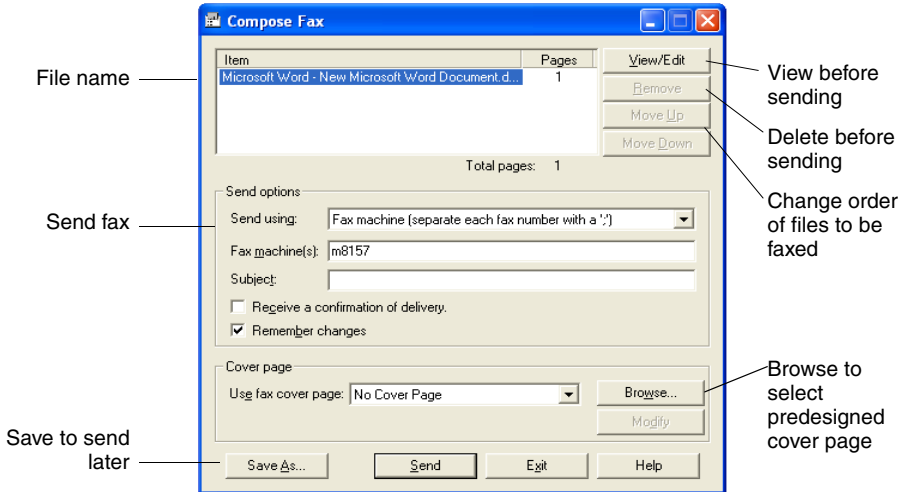 Compose Fax
File name
Item Pages
Microsoft Word - New Microsoft Word Document.d... 1
View/Edit
Remove
Move Up
Move Down
Total pages: 1
View before
sending
Delete before
sending
Change order
of files to be
faxed
Send fax
Send options
Send using: Fax machine (separate each fax number with a ';')
Fax machine(s): m8157
Subject:
Receive a confirmation of delivery.
Remember changes
Cover page
Use fax cover page: No Cover Page
Browse...
Modify
Browse to
select
predesigned
cover page
Save to send
later
Save As... Send Exit Help